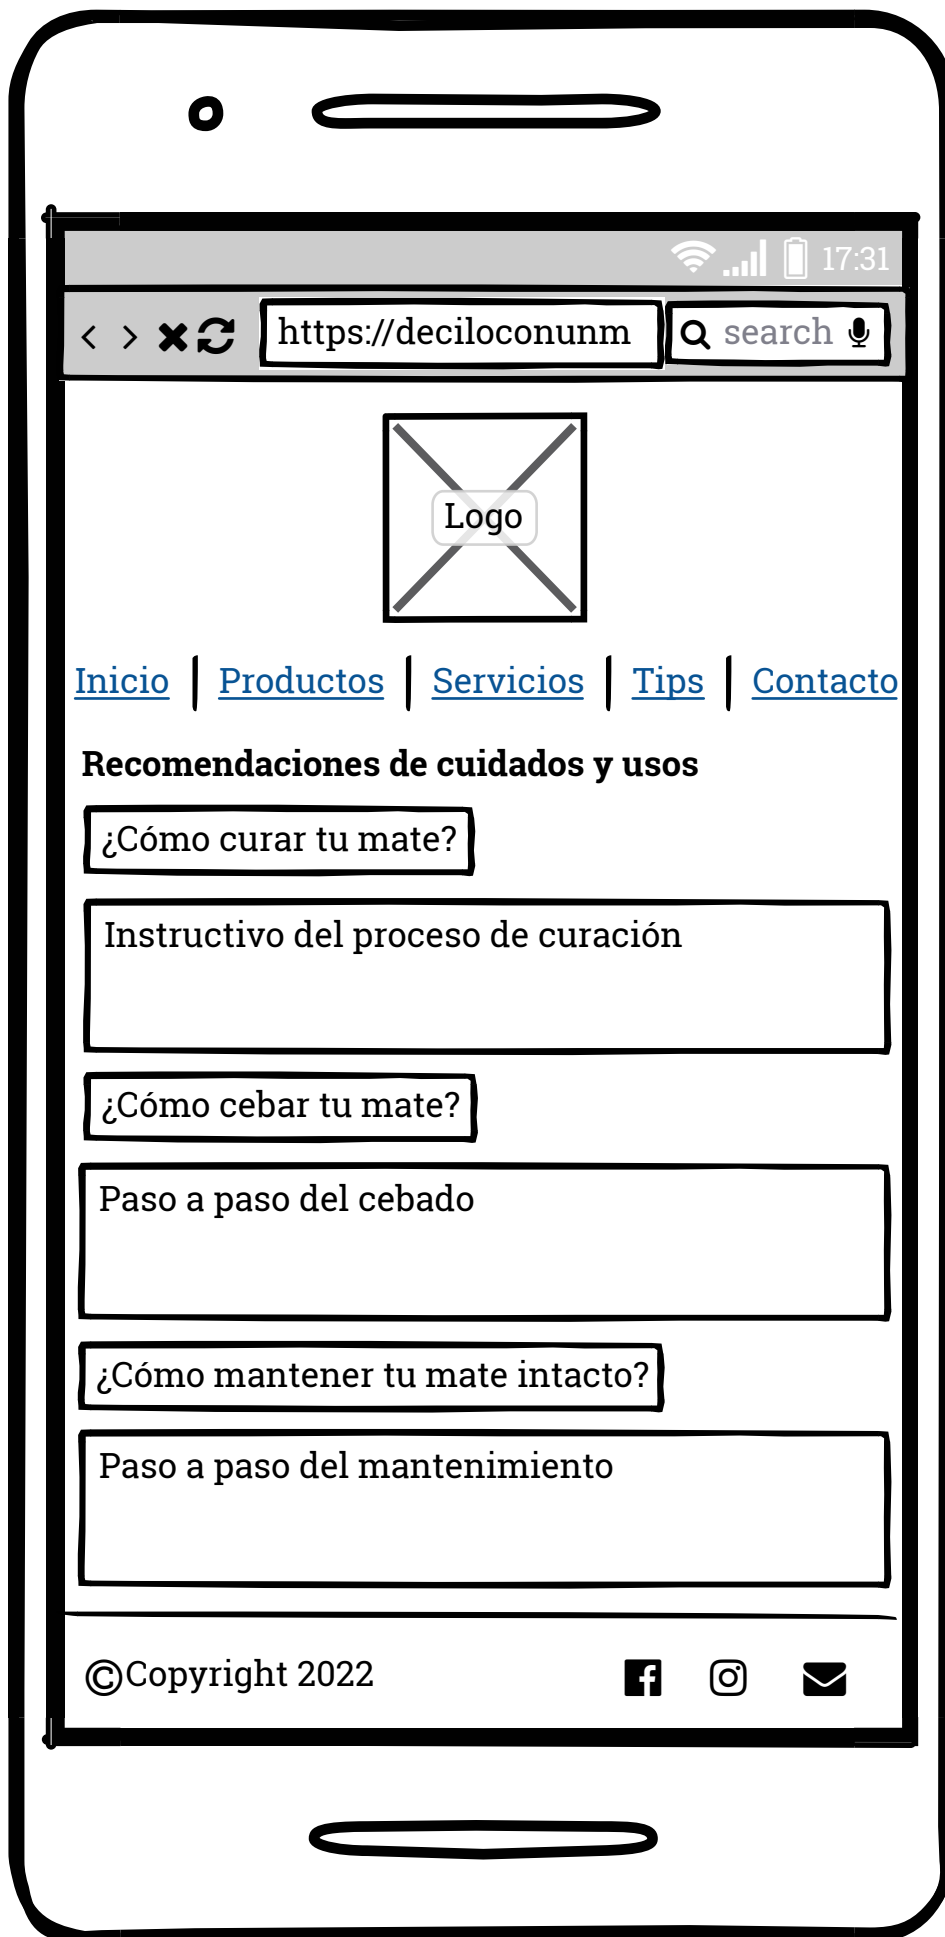 17:31
https://deciloconunm search
Logo
Inicio | Productos | Servicios | Tips | Contacto
Recomendaciones de cuidados y usos
¿Cómo curar tu mate?
Instructivo del proceso de curación
¿Cómo cebar tu mate?
Paso a paso del cebado
¿Cómo mantener tu mate intacto?
Paso a paso del mantenimiento
©Copyright 2022